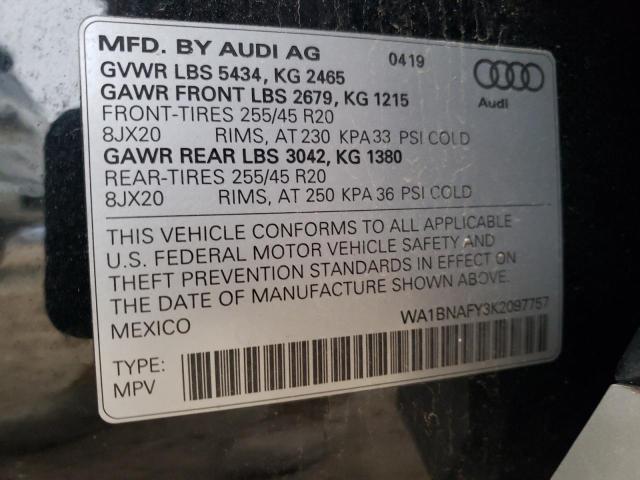 MFD. BY AUDI AG 0419
GVWR LBS 5434, KG 2465
GAWR FRONT LBS 2679, KG 1215
FRONT-TIRES 255/45 R20
8JX20 RIMS, AT 230 KPA 33 PSI COLD
GAWR REAR LBS 3042, KG 1380
REAR-TIRES 255/45 R20
8JX20 RIMS, AT 250 KPA 36 PSI COLD
Audi
THIS VEHICLE CONFORMS TO ALL APPLICABLE
U.S. FEDERAL MOTOR VEHICLE SAFETY AND
THEFT PREVENTION STANDARDS IN EFFECT ON
THE DATE OF MANUFACTURE SHOWN ABOVE.
MEXICO WA1BNAFY3K2097757
TYPE:
MPV